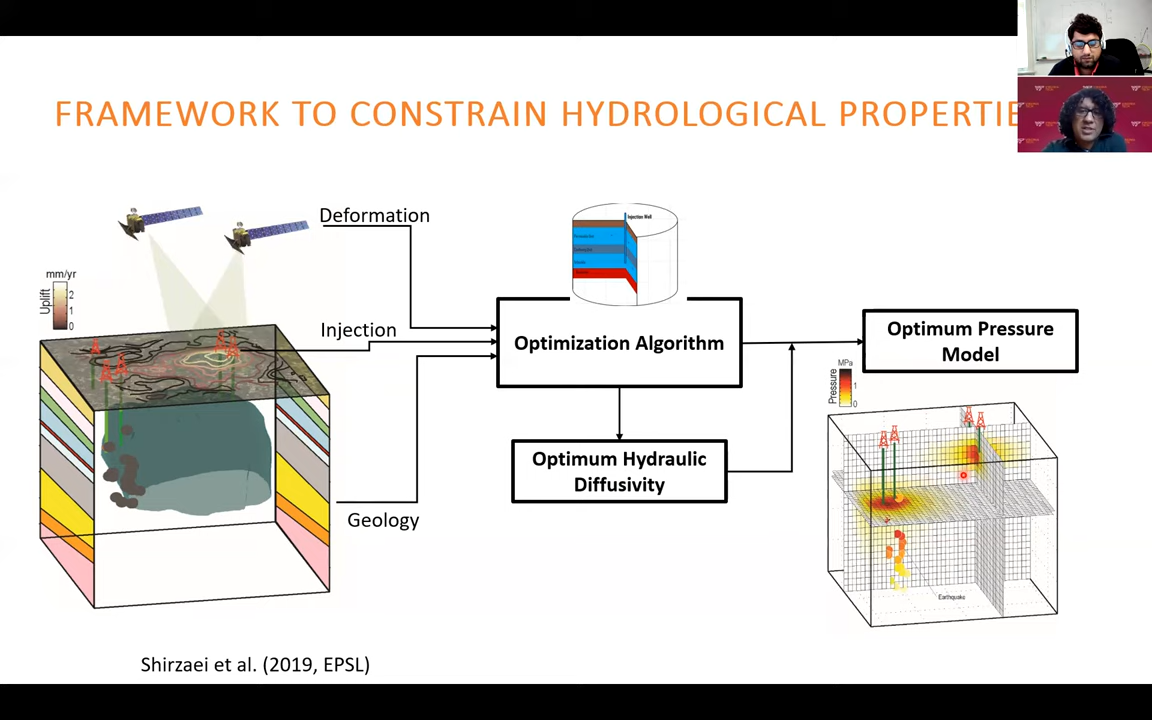 FRAMEWORK TO CONSTRAIN HYDROLOGICAL PROPERTIE
Deformation
Injection Well
mm/yr
Uplift
2
1
0
Injection
Optimization Algorithm
Optimum Pressure
Model
MPa
Pressure
1
0
Optimum Hydraulic
Diffusivity
Geology
Earthquake
Shirzaei et al. (2019, EPSL)